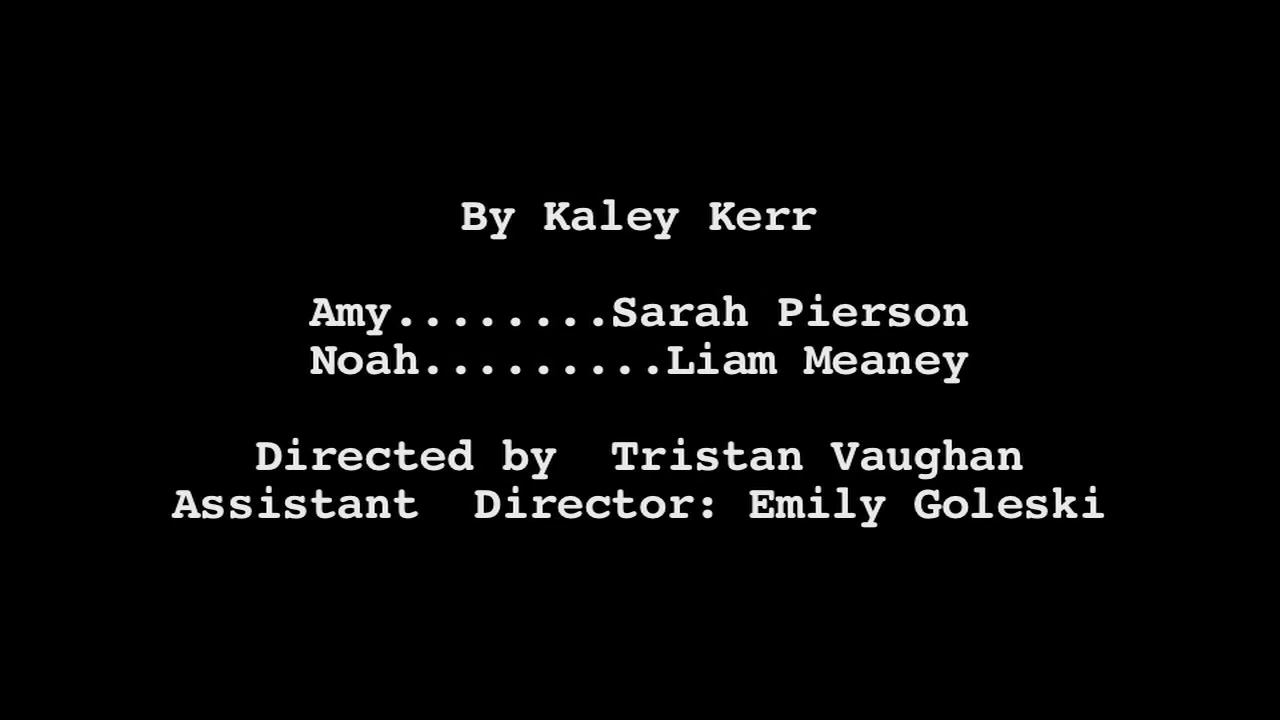 By Kaley Kerr
Amy........Sarah Pierson
Noah.........Liam Meaney
Directed by  Tristan Vaughan
Assistant  Director: Emily Goleski